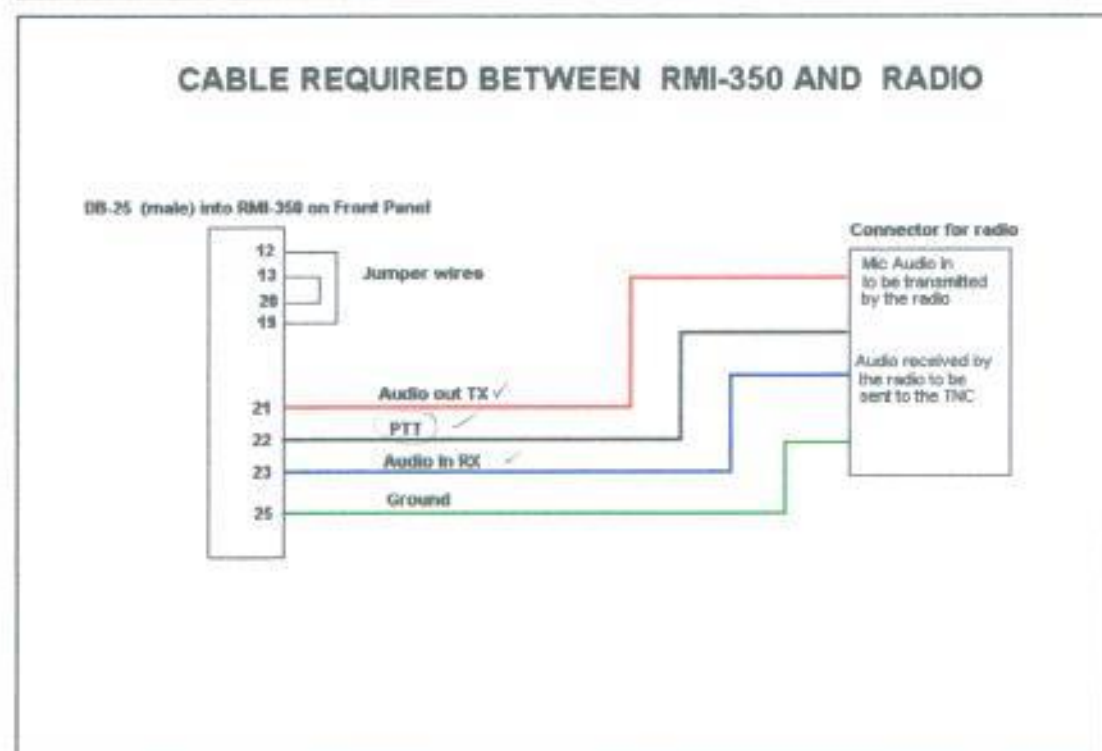 CABLE REQUIRED BETWEEN RMI-350 AND RADIO
DB-25 (male) into RMI-350 on Front Panel
12
13
20
19
Jumper wires
Connector for radio
Mic Audio in
to be transmitted
by the radio
Audio received by
the radio to be
sent to the TNC
21
Audio out TX ✓
22
PTT ✓
23
Audio In RX ✓
25
Ground